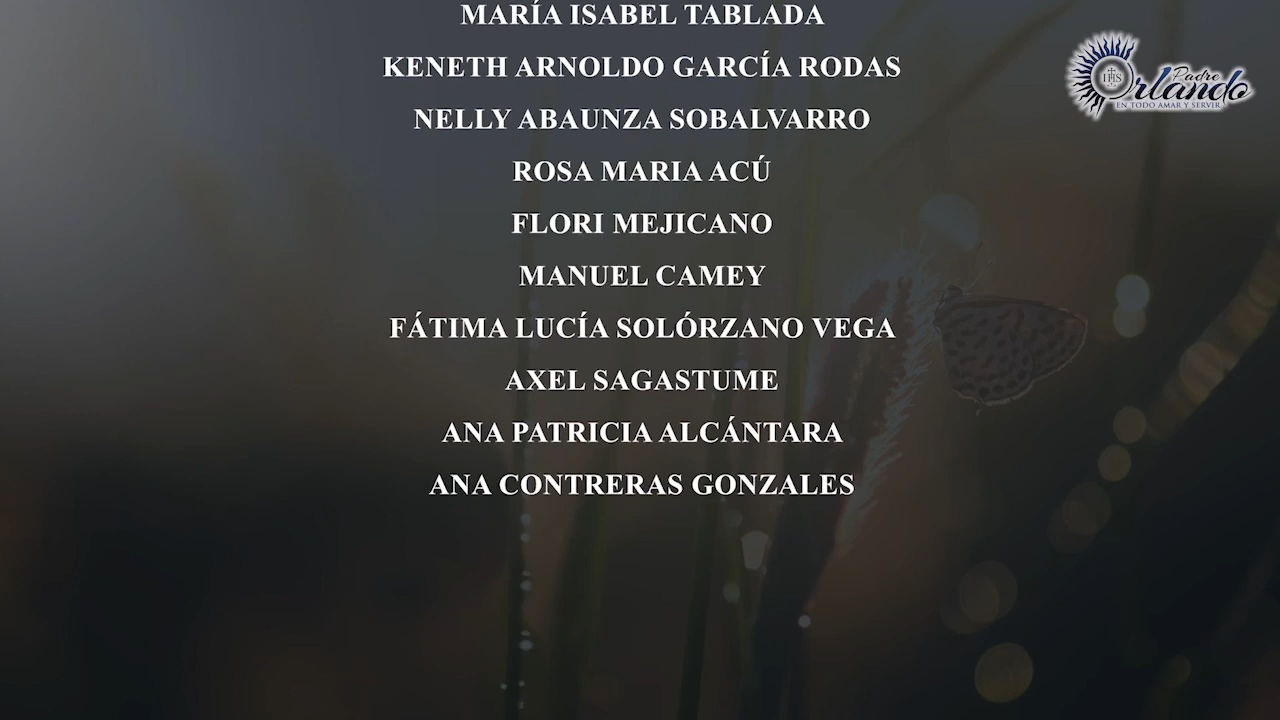 MARÍA ISABEL TABLADA
KENETH ARNOLDO GARCÍA RODAS
NELLY ABAUNZA SOBALVARRO
ROSA MARIA ACÚ
FLORI MEJICANO
MANUEL CAMEY
FÁTIMA LUCÍA SOLÓRZANO VEGA
AXEL SAGASTUME
ANA PATRICIA ALCÁNTARA
ANA CONTRERAS GONZALES
IHS
Padre
Orlando
EN TODO AMAR Y SERVIR